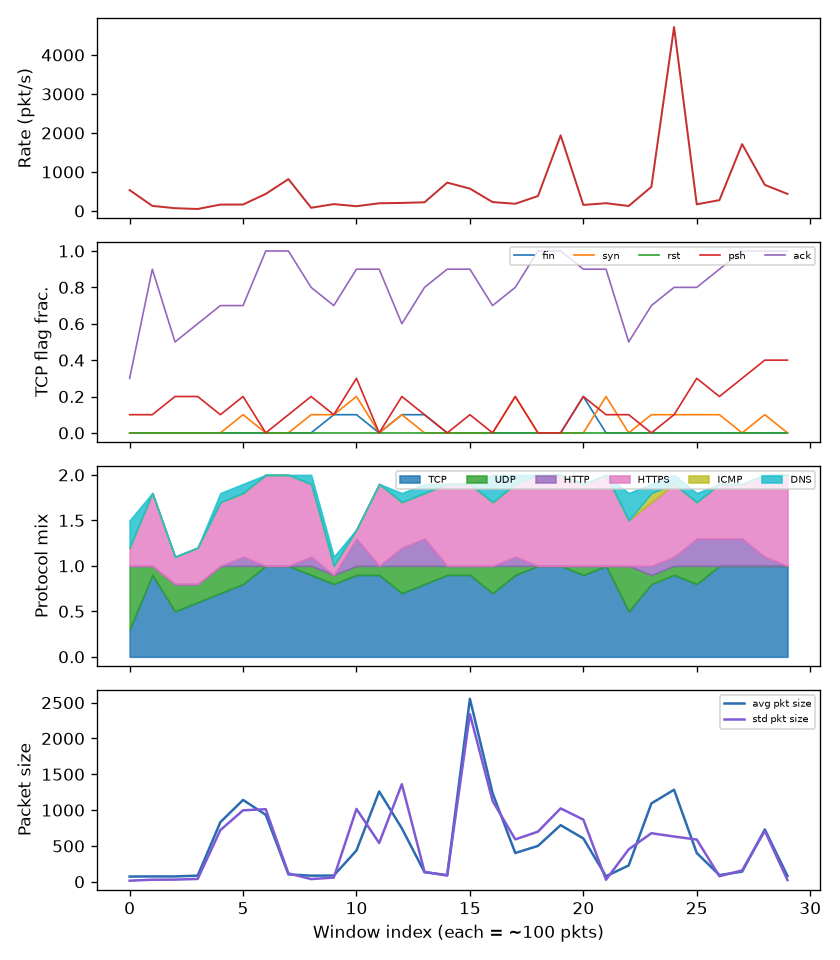 4000
3000
2000
1000
0
Rate (pkt/s)
1.0
0.8
0.6
0.4
0.2
0.0
TCP flag frac.
fin syn rst psh ack
2.0
1.5
1.0
0.5
0.0
Protocol mix
TCP UDP HTTP HTTPS ICMP DNS
2500
2000
1500
1000
500
0
Packet size
avg pkt size
std pkt size
0 5 10 15 20 25 30
Window index (each = ~100 pkts)